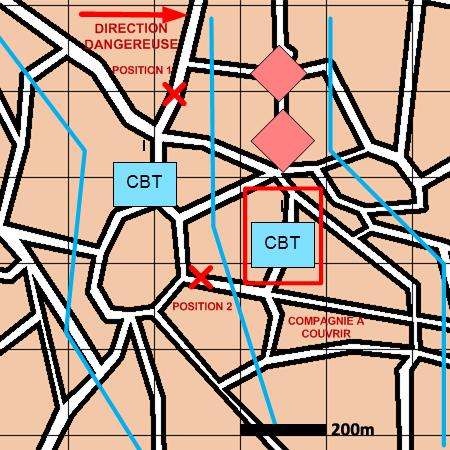 DIRECTION
DANGEREUSE
POSITION 1
I
CBT
I
CBT
POSITION 2
COMPAGNIE A
COUVRIR
200m